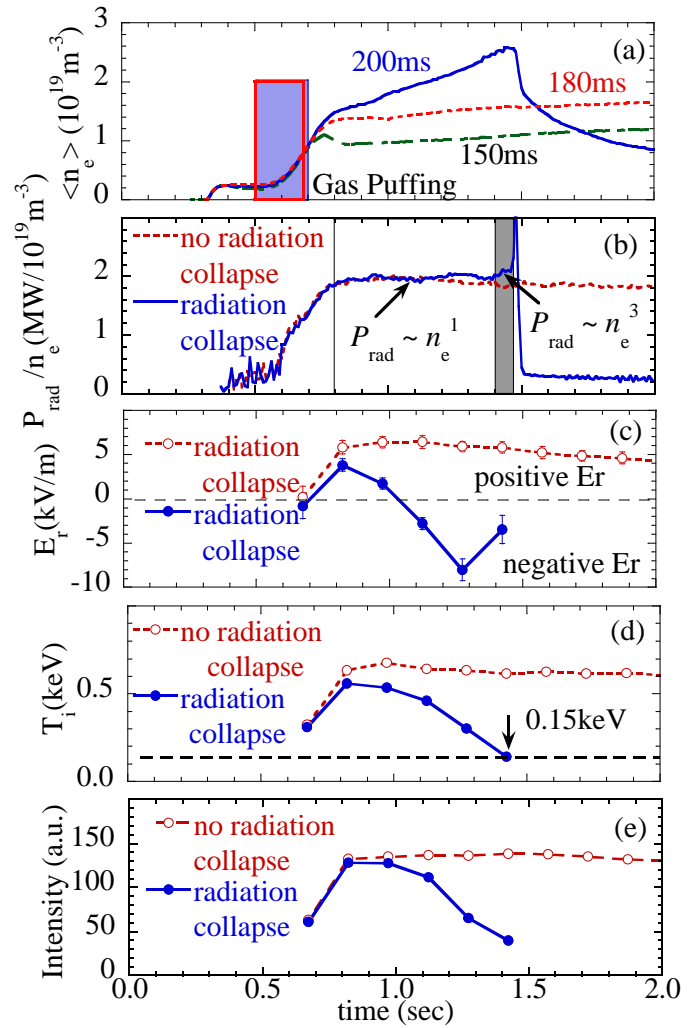 3
(a)
200ms
2
180ms
1
150ms
Gas Puffing
0
<n_e> (10^19 m^-3)
no radiation
collapse
(b)
2
radiation
collapse
P_rad ~ n_e^1
P_rad ~ n_e^3
0
P_rad /n_e (MW/10^19 m^-3)
radiation
collapse
(c)
5
positive Er
0
radiation
collapse
-5
negative Er
-10
E_r (kV/m)
no radiation
collapse
(d)
0.5
radiation
collapse
0.15keV
0.0
T_i (keV)
no radiation
collapse
(e)
150
100
radiation
collapse
50
0
Intensity (a.u.)
0.0 0.5 1.0 1.5 2.0
time (sec)